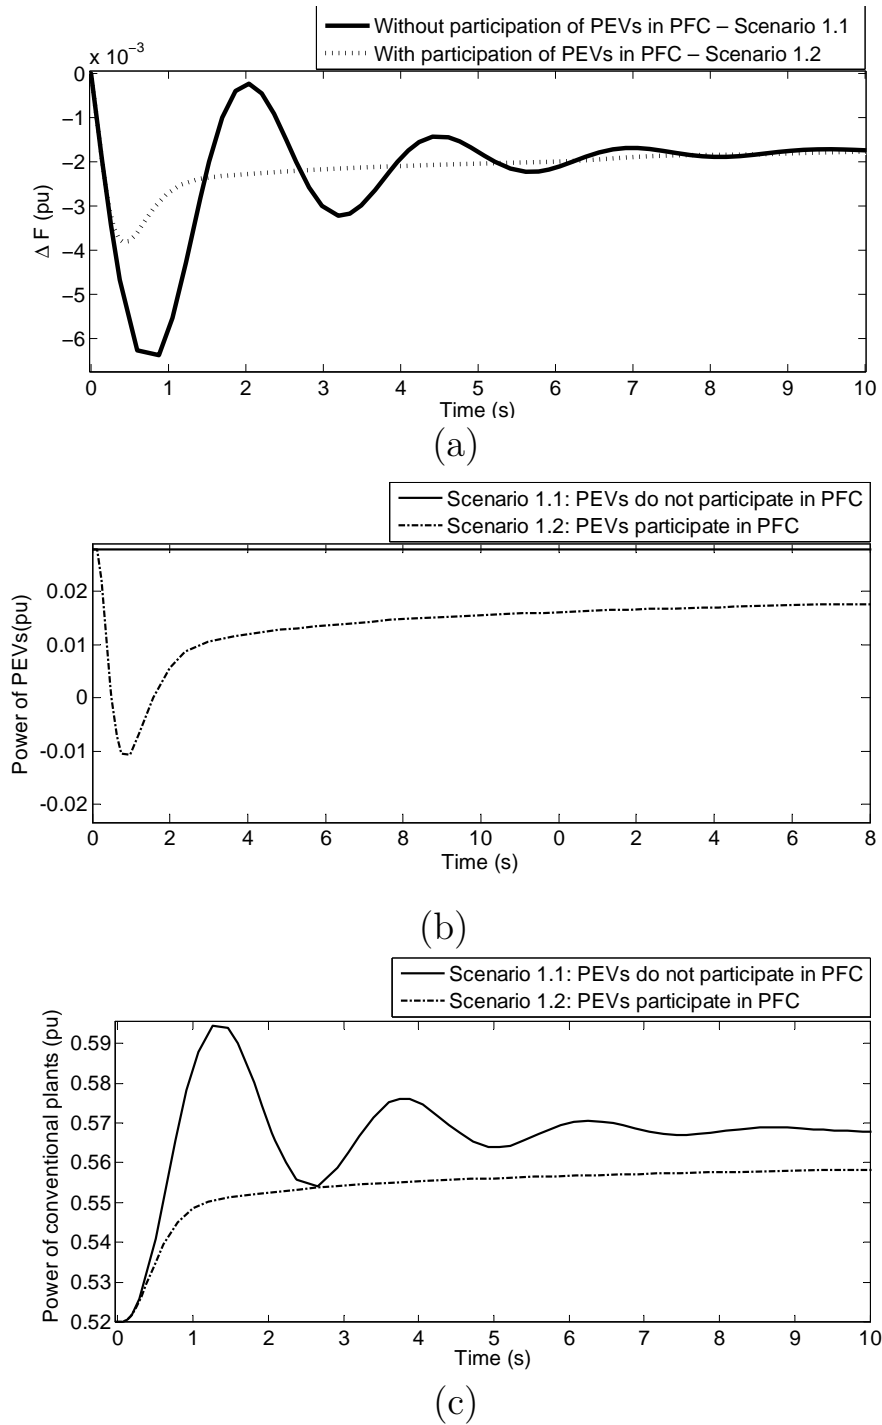 Without participation of PEVs in PFC – Scenario 1.1
With participation of PEVs in PFC – Scenario 1.2
x 10⁻³
0
−1
−2
−3
−4
−5
−6
Δ F (pu)
0 1 2 3 4 5 6 7 8 9 10
Time (s)
(a)
Scenario 1.1: PEVs do not participate in PFC
Scenario 1.2: PEVs participate in PFC
0.02
0.01
0
-0.01
-0.02
Power of PEVs(pu)
0 2 4 6 8 10 0 2 4 6 8
Time (s)
(b)
Scenario 1.1: PEVs do not participate in PFC
Scenario 1.2: PEVs participate in PFC
0.59
0.58
0.57
0.56
0.55
0.54
0.53
0.52
Power of conventional plants (pu)
0 1 2 3 4 5 6 7 8 9 10
Time (s)
(c)